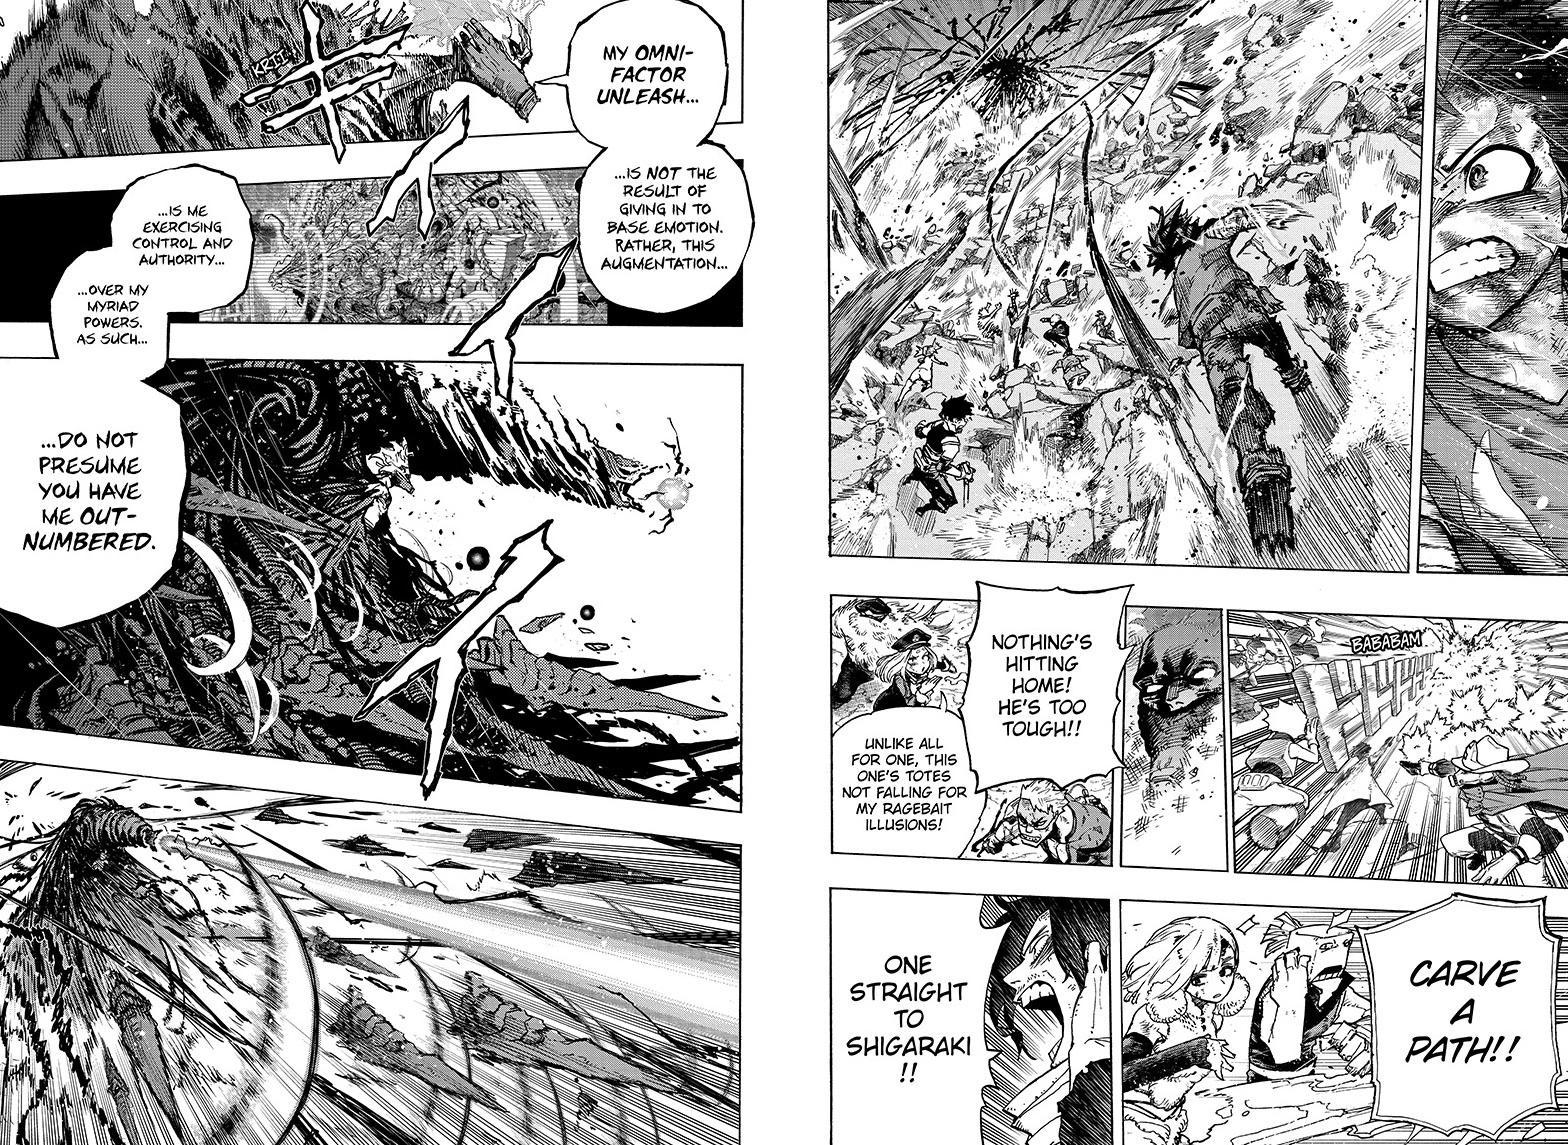 BABABAM
NOTHING'S
HITTING
HOME!
HE'S TOO
TOUGH!!
UNLIKE ALL
FOR ONE, THIS
ONE'S TOTES
NOT FALLING FOR
MY RAGEBAIT
ILLUSIONS!
CARVE
A
PATH!!
ONE
STRAIGHT
TO
SHIGARAKI
!!
MY OMNI-
FACTOR
UNLEASH...
KRII
...IS NOT THE
RESULT OF
GIVING IN TO
BASE EMOTION.
RATHER, THIS
AUGMENTATION...
...IS ME
EXERCISING
CONTROL AND
AUTHORITY...
...OVER MY
MYRIAD
POWERS.
AS SUCH...
...DO NOT
PRESUME
YOU HAVE
ME OUT-
NUMBERED.